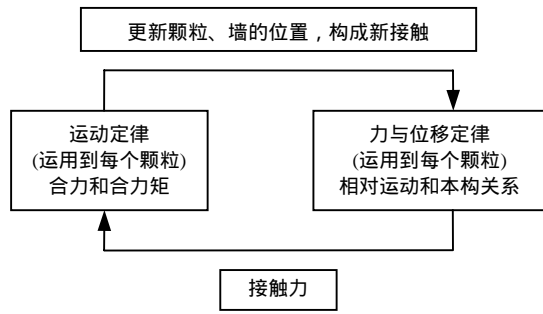 更新颗粒、墙的位置，构成新接触
运动定律
(运用到每个颗粒)
合力和合力矩
力与位移定律
(运用到每个颗粒)
相对运动和本构关系
接触力